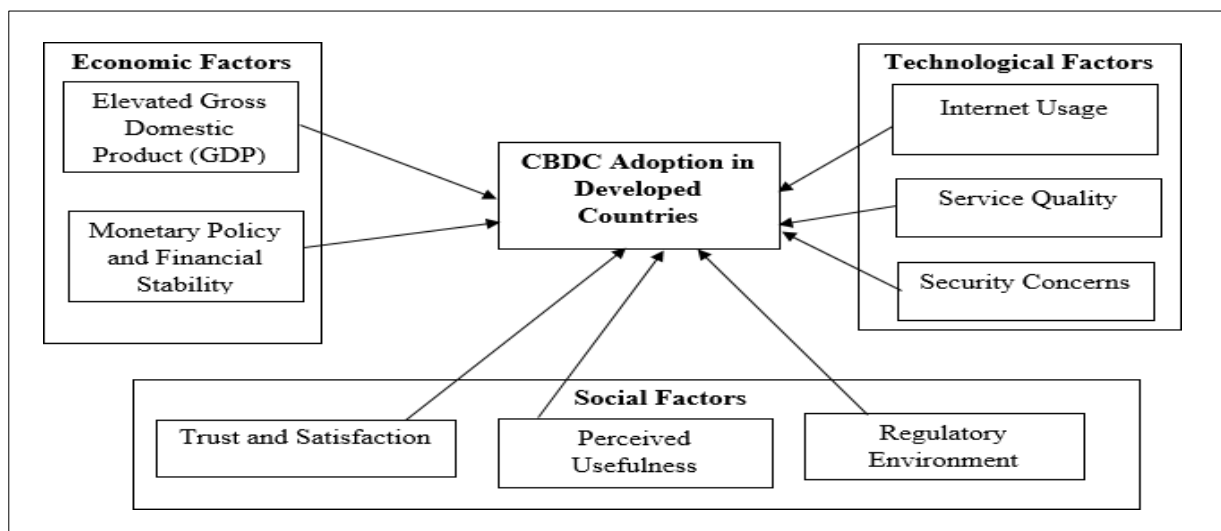 Economic Factors
Elevated Gross
Domestic
Product (GDP)
Monetary Policy
and Financial
Stability
CBDC Adoption in
Developed
Countries
Technological Factors
Internet Usage
Service Quality
Security Concerns
Social Factors
Trust and Satisfaction
Perceived
Usefulness
Regulatory
Environment